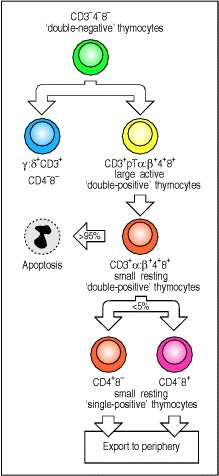 CD3⁻4⁻8⁻
'double-negative' thymocytes
γ:δ⁺CD3⁺
CD4⁻8⁻
CD3⁺pTα:β⁺4⁺8⁺
large active
'double-positive' thymocytes
>95%
Apoptosis
CD3⁺α:β⁺4⁺8⁺
small resting
'double-positive' thymocytes
<5%
CD4⁺8⁻
CD4⁻8⁺
small resting
'single-positive' thymocytes
Export to periphery